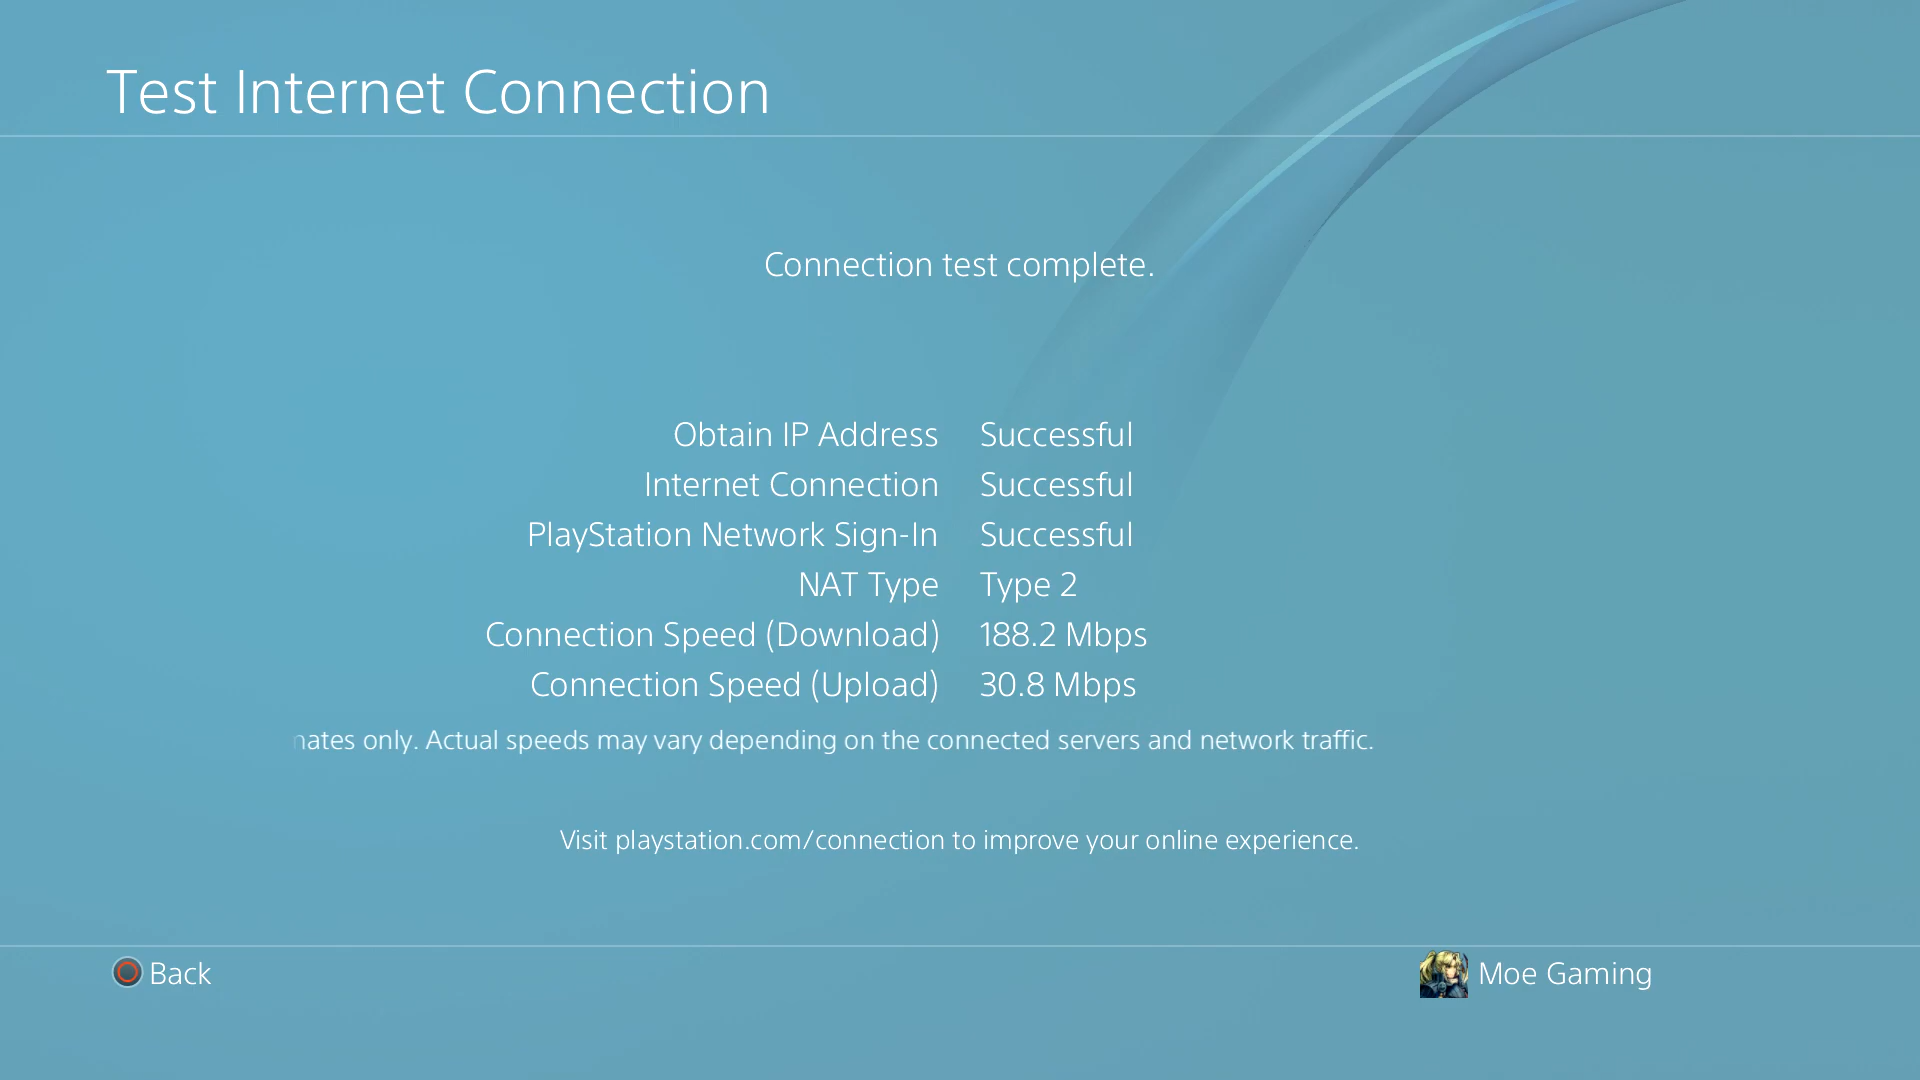 Test Internet Connection
Connection test complete.
Obtain IP Address Successful
Internet Connection Successful
PlayStation Network Sign-In Successful
NAT Type Type 2
Connection Speed (Download) 188.2 Mbps
Connection Speed (Upload) 30.8 Mbps
only. Actual speeds may vary depending on the connected servers and network traffic.
Visit playstation.com/connection to improve your online experience.
Back
Moe Gaming